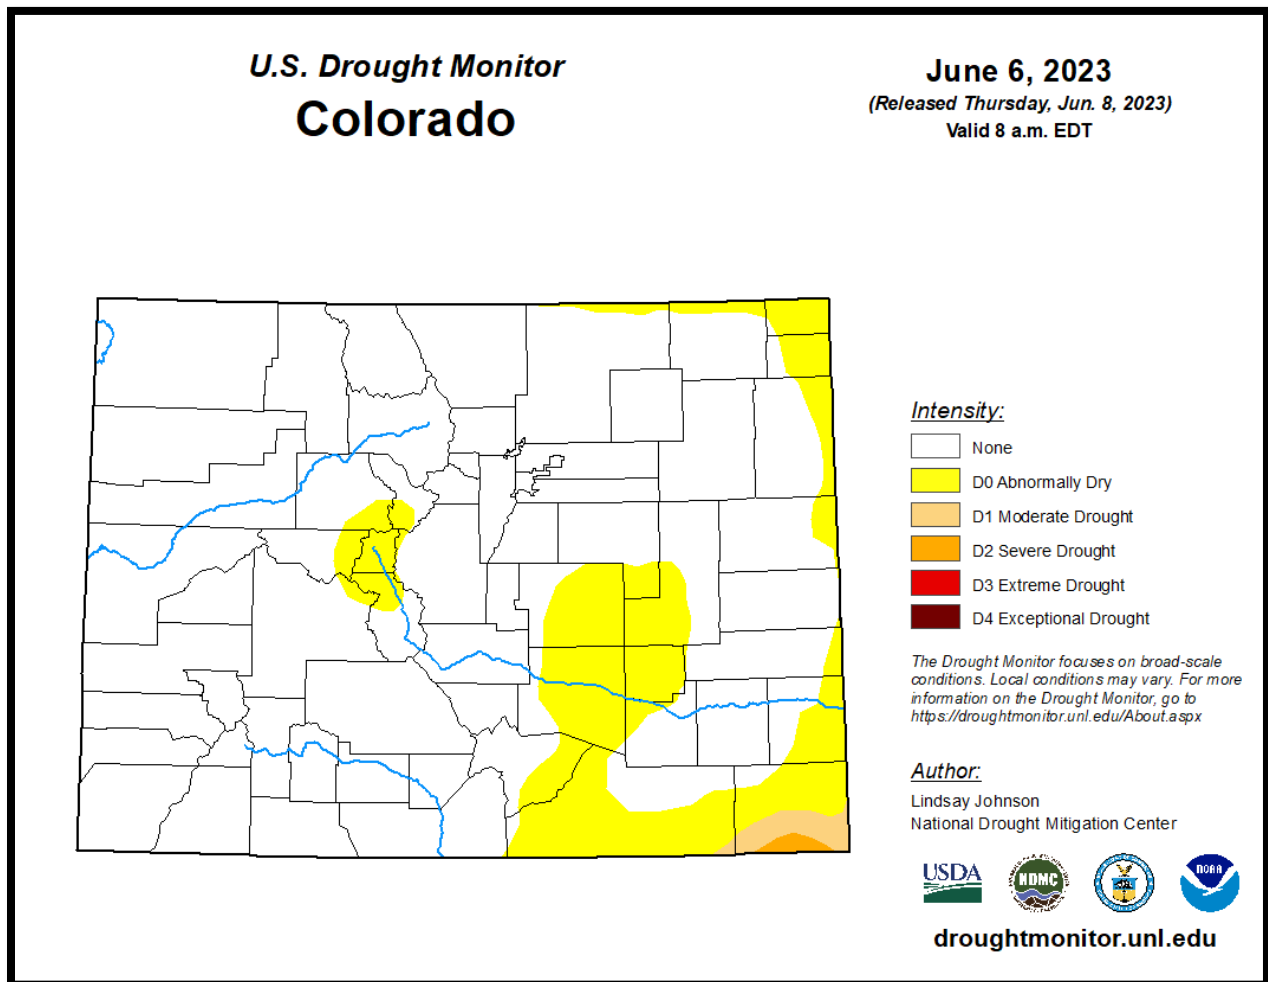 U.S. Drought Monitor
Colorado
June 6, 2023
(Released Thursday, Jun. 8, 2023)
Valid 8 a.m. EDT
Intensity:
None
D0 Abnormally Dry
D1 Moderate Drought
D2 Severe Drought
D3 Extreme Drought
D4 Exceptional Drought
The Drought Monitor focuses on broad-scale
conditions. Local conditions may vary. For more
information on the Drought Monitor, go to
https://droughtmonitor.unl.edu/About.aspx
Author:
Lindsay Johnson
National Drought Mitigation Center
USDA
NDMC
NOAA
droughtmonitor.unl.edu